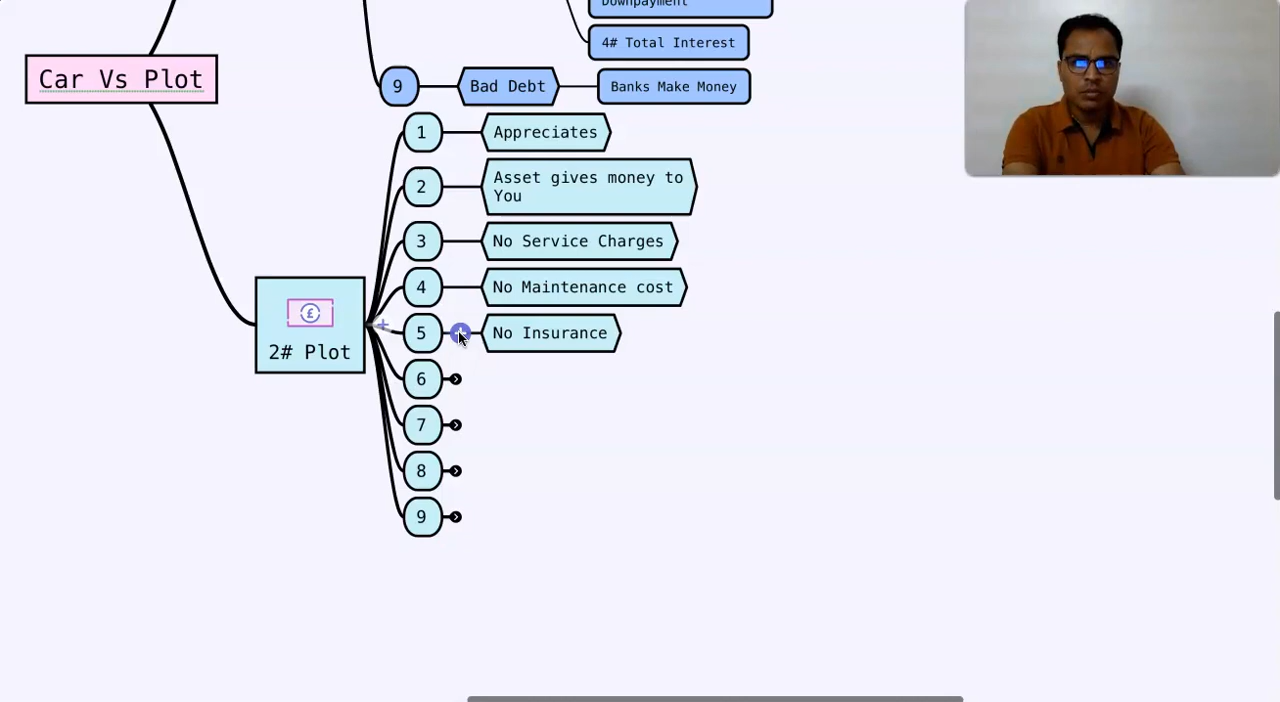 Downpayment
4# Total Interest
Car Vs Plot
9
Bad Debt
Banks Make Money
1
Appreciates
2
Asset gives money to
You
3
No Service Charges
4
No Maintenance cost
5
No Insurance
£
2# Plot
6
7
8
9